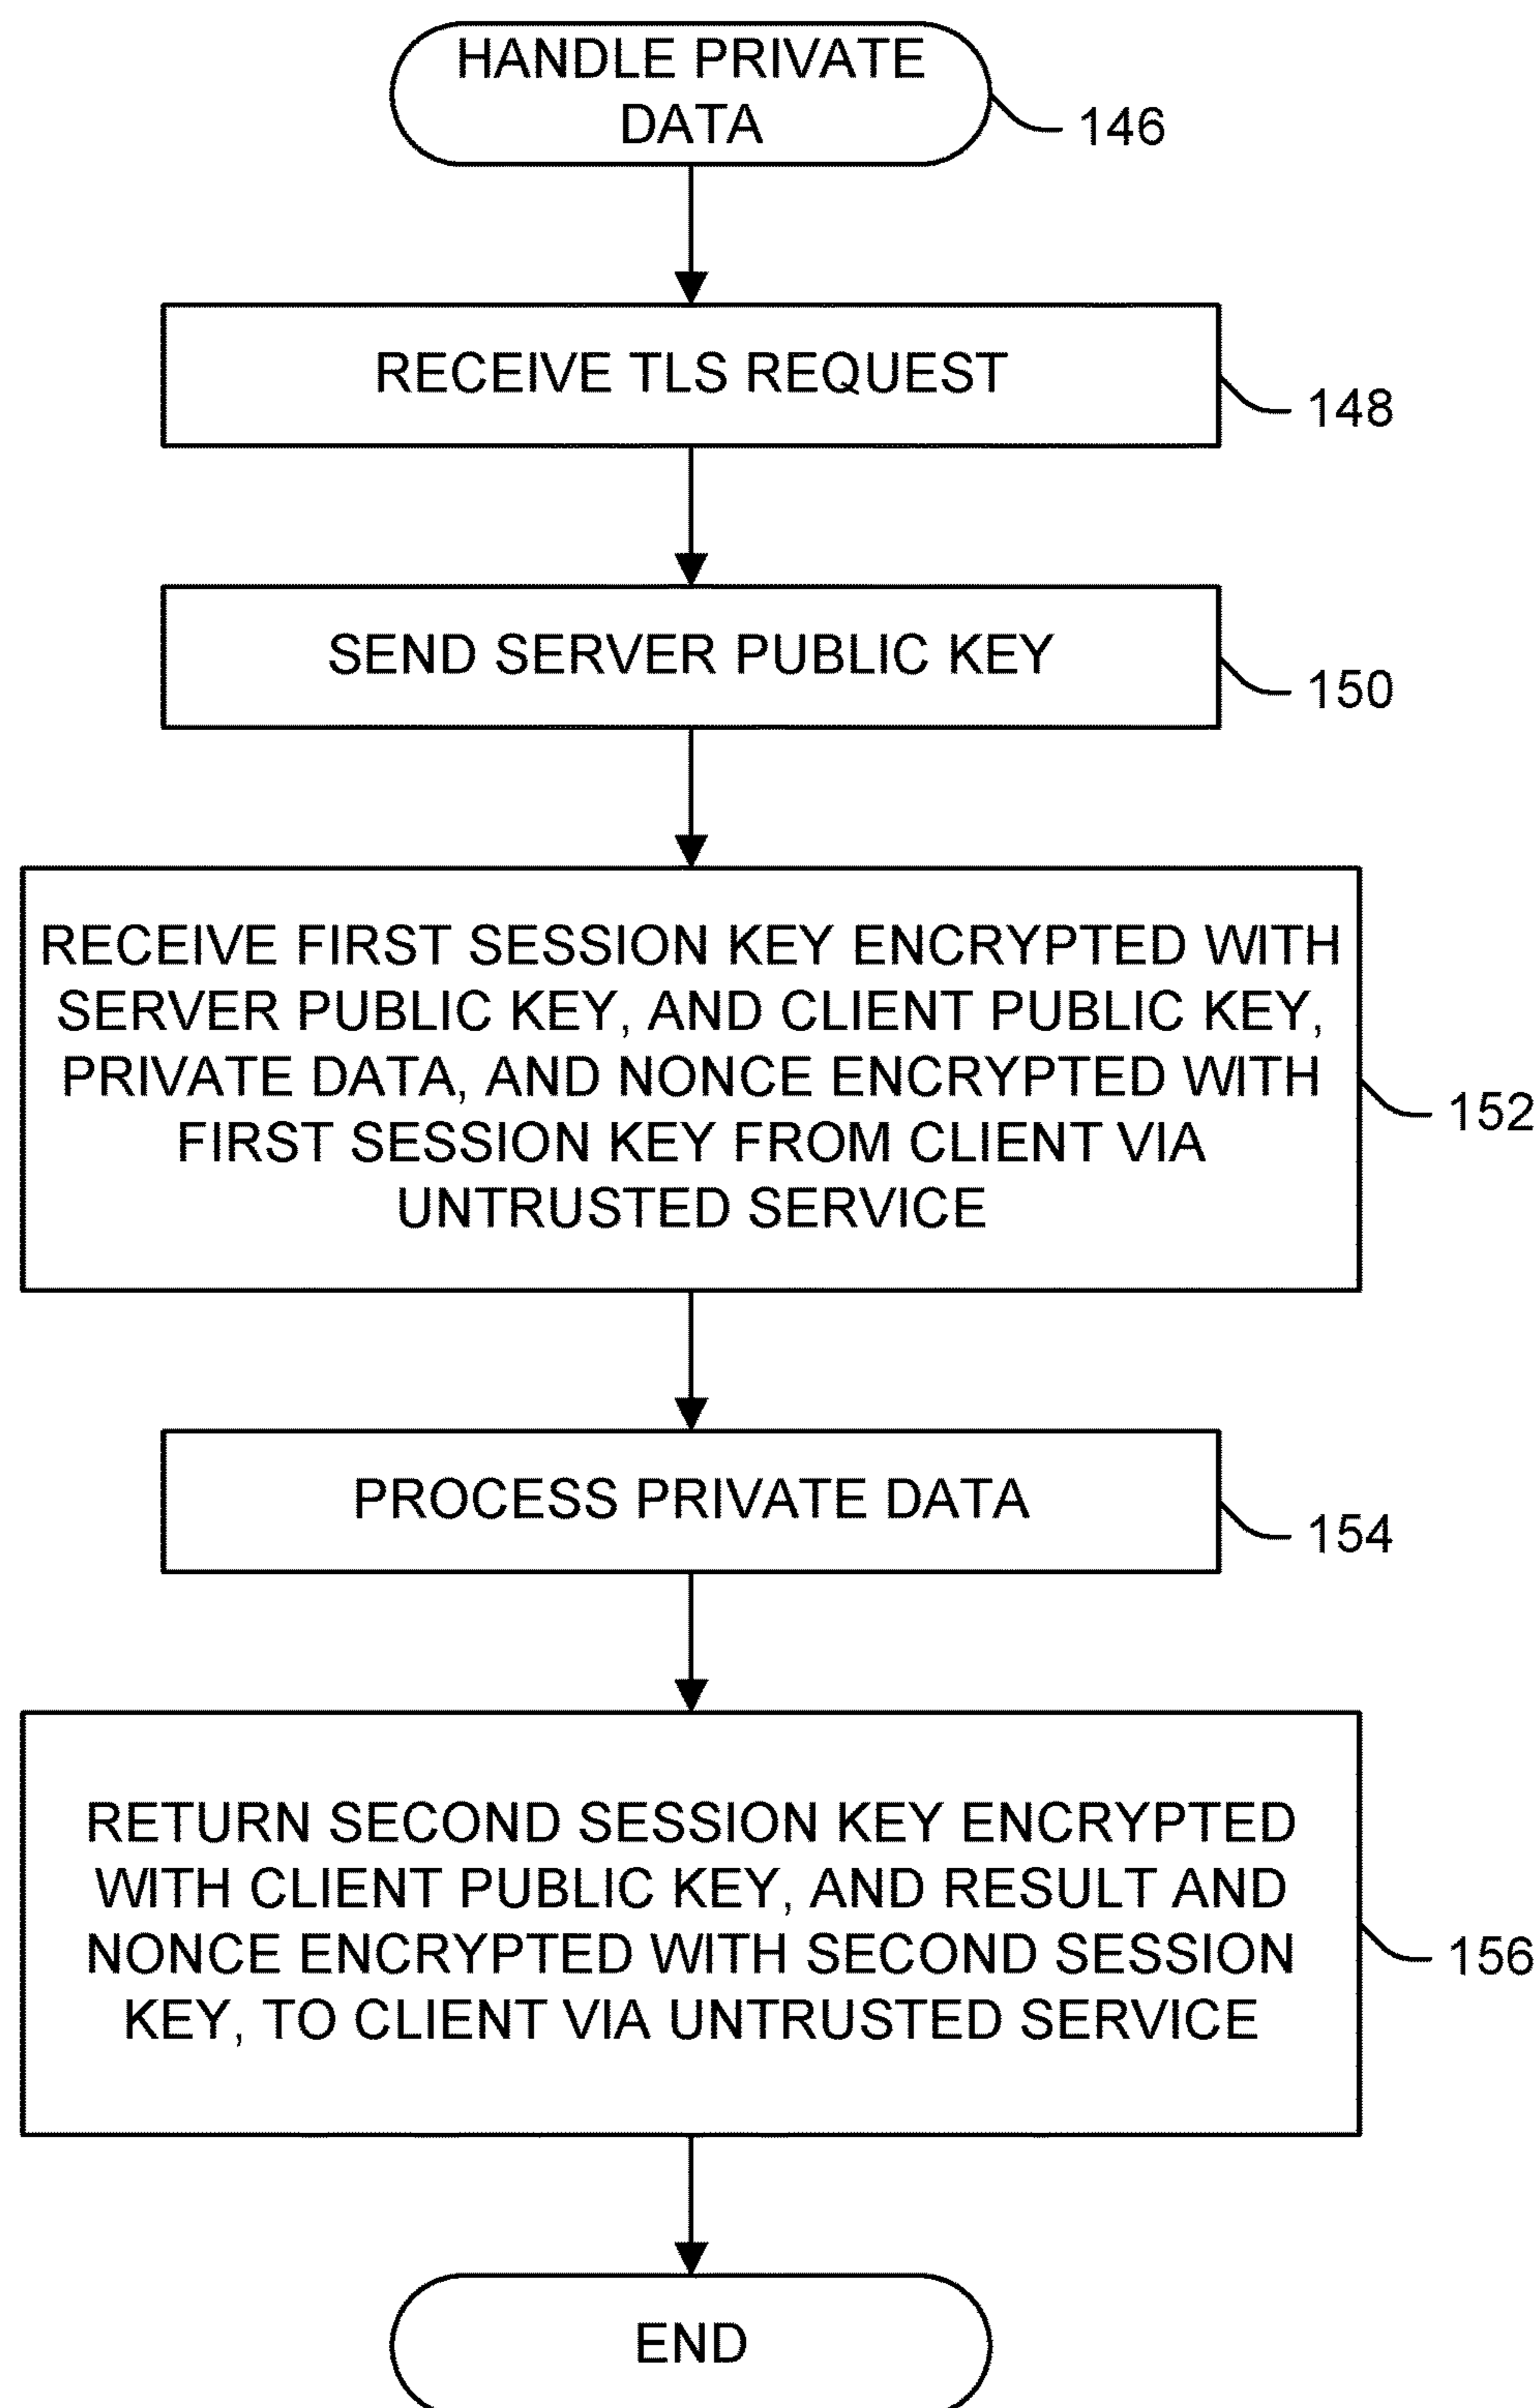 HANDLE PRIVATE
DATA
146
RECEIVE TLS REQUEST
148
SEND SERVER PUBLIC KEY
150
RECEIVE FIRST SESSION KEY ENCRYPTED WITH
SERVER PUBLIC KEY, AND CLIENT PUBLIC KEY,
PRIVATE DATA, AND NONCE ENCRYPTED WITH
FIRST SESSION KEY FROM CLIENT VIA
UNTRUSTED SERVICE
152
PROCESS PRIVATE DATA
154
RETURN SECOND SESSION KEY ENCRYPTED
WITH CLIENT PUBLIC KEY, AND RESULT AND
NONCE ENCRYPTED WITH SECOND SESSION
KEY, TO CLIENT VIA UNTRUSTED SERVICE
156
END